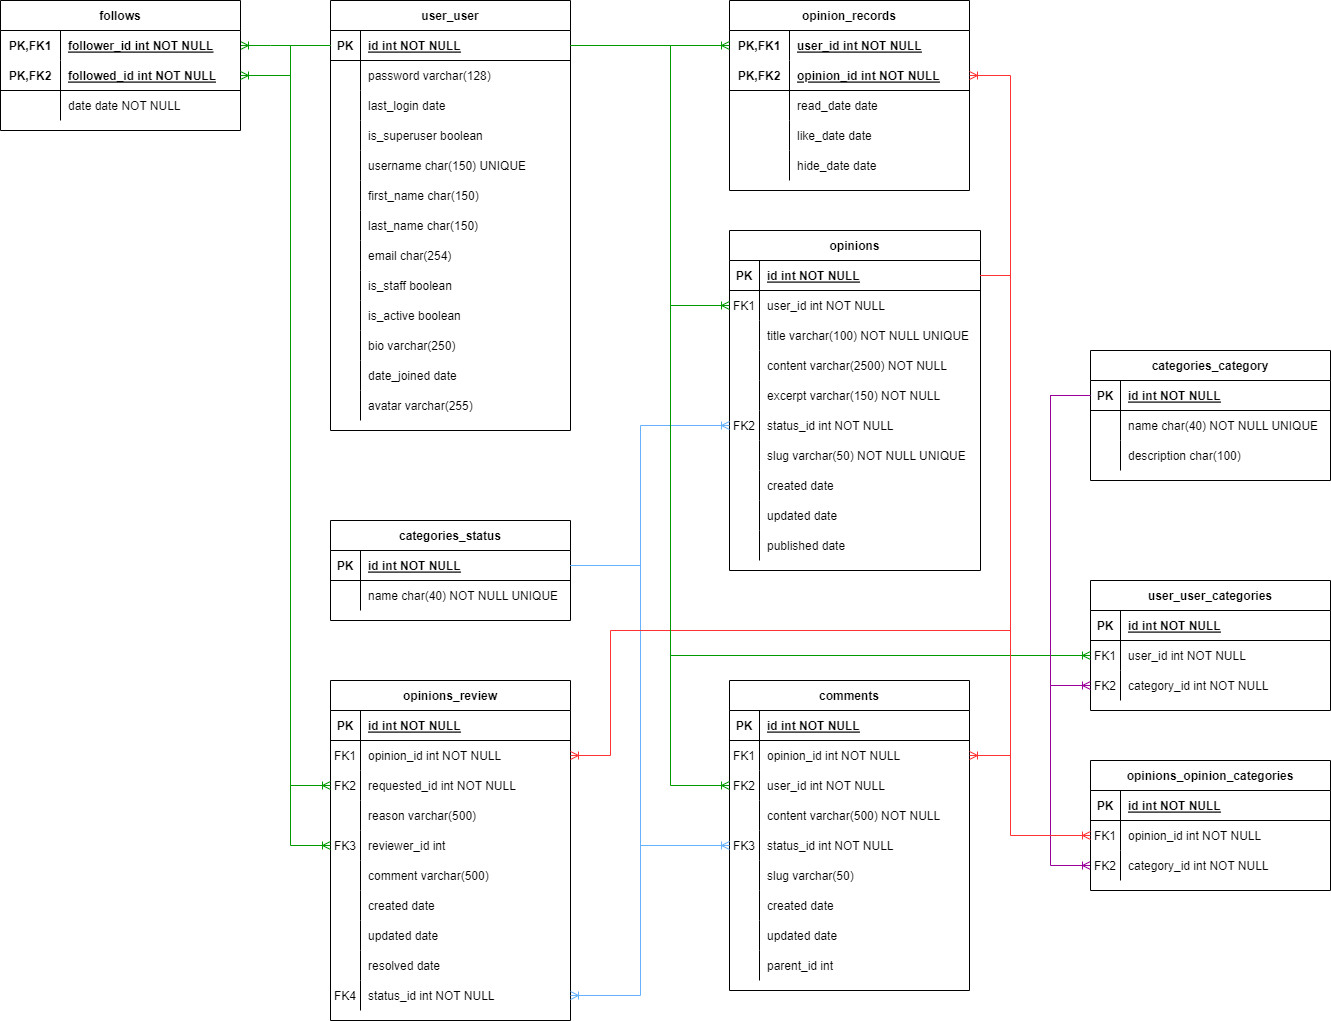 follows
PK,FK1 follower_id int NOT NULL
PK,FK2 followed_id int NOT NULL
date date NOT NULL
user_user
PK id int NOT NULL
password varchar(128)
last_login date
is_superuser boolean
username char(150) UNIQUE
first_name char(150)
last_name char(150)
email char(254)
is_staff boolean
is_active boolean
bio varchar(250)
date_joined date
avatar varchar(255)
opinion_records
PK,FK1 user_id int NOT NULL
PK,FK2 opinion_id int NOT NULL
read_date date
like_date date
hide_date date
opinions
PK id int NOT NULL
FK1 user_id int NOT NULL
title varchar(100) NOT NULL UNIQUE
content varchar(2500) NOT NULL
excerpt varchar(150) NOT NULL
FK2 status_id int NOT NULL
slug varchar(50) NOT NULL UNIQUE
created date
updated date
published date
categories_category
PK id int NOT NULL
name char(40) NOT NULL UNIQUE
description char(100)
categories_status
PK id int NOT NULL
name char(40) NOT NULL UNIQUE
user_user_categories
PK id int NOT NULL
FK1 user_id int NOT NULL
FK2 category_id int NOT NULL
opinions_review
PK id int NOT NULL
FK1 opinion_id int NOT NULL
FK2 requested_id int NOT NULL
reason varchar(500)
FK3 reviewer_id int
comment varchar(500)
created date
updated date
resolved date
FK4 status_id int NOT NULL
comments
PK id int NOT NULL
FK1 opinion_id int NOT NULL
FK2 user_id int NOT NULL
content varchar(500) NOT NULL
FK3 status_id int NOT NULL
slug varchar(50)
created date
updated date
parent_id int
opinions_opinion_categories
PK id int NOT NULL
FK1 opinion_id int NOT NULL
FK2 category_id int NOT NULL